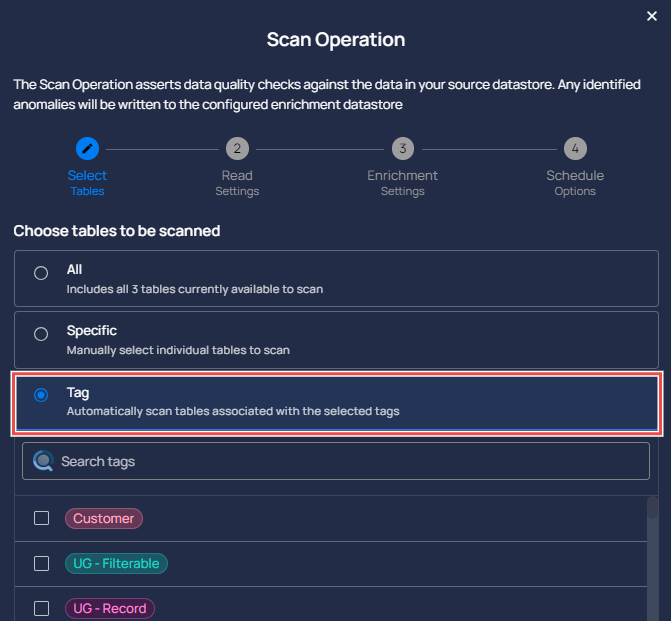 Scan Operation
The Scan Operation asserts data quality checks against the data in your source datastore. Any identified
anomalies will be written to the configured enrichment datastore
2 3 4
Select Read Enrichment Schedule
Tables Settings Settings Options
Choose tables to be scanned
All
Includes all 3 tables currently available to scan
Specific
Manually select individual tables to scan
Tag
Automatically scan tables associated with the selected tags
Search tags
Customer
UG - Filterable
UG - Record